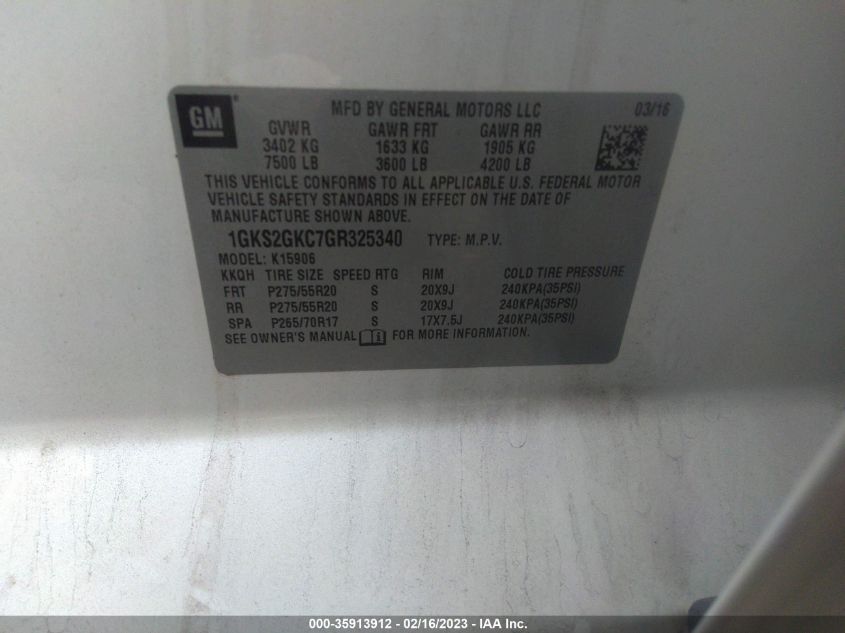 GM®
MFD BY GENERAL MOTORS LLC 03/16
GVWR GAWR FRT GAWR RR
3402 KG 1633 KG 1905 KG
7500 LB 3600 LB 4200 LB
THIS VEHICLE CONFORMS TO ALL APPLICABLE U.S. FEDERAL MOTOR
VEHICLE SAFETY STANDARDS IN EFFECT ON THE DATE OF
MANUFACTURE SHOWN ABOVE.
1GKS2GKC7GR325340 TYPE: M.P.V.
MODEL: K15906
KKQH TIRE SIZE SPEED RTG RIM COLD TIRE PRESSURE
FRT P275/55R20 S 20X9J 240KPA(35PSI)
RR P275/55R20 S 20X9J 240KPA(35PSI)
SPA P265/70R17 S 17X7.5J 240KPA(35PSI)
SEE OWNER'S MANUAL i FOR MORE INFORMATION.
000-35913912 - 02/16/2023 - IAA Inc.